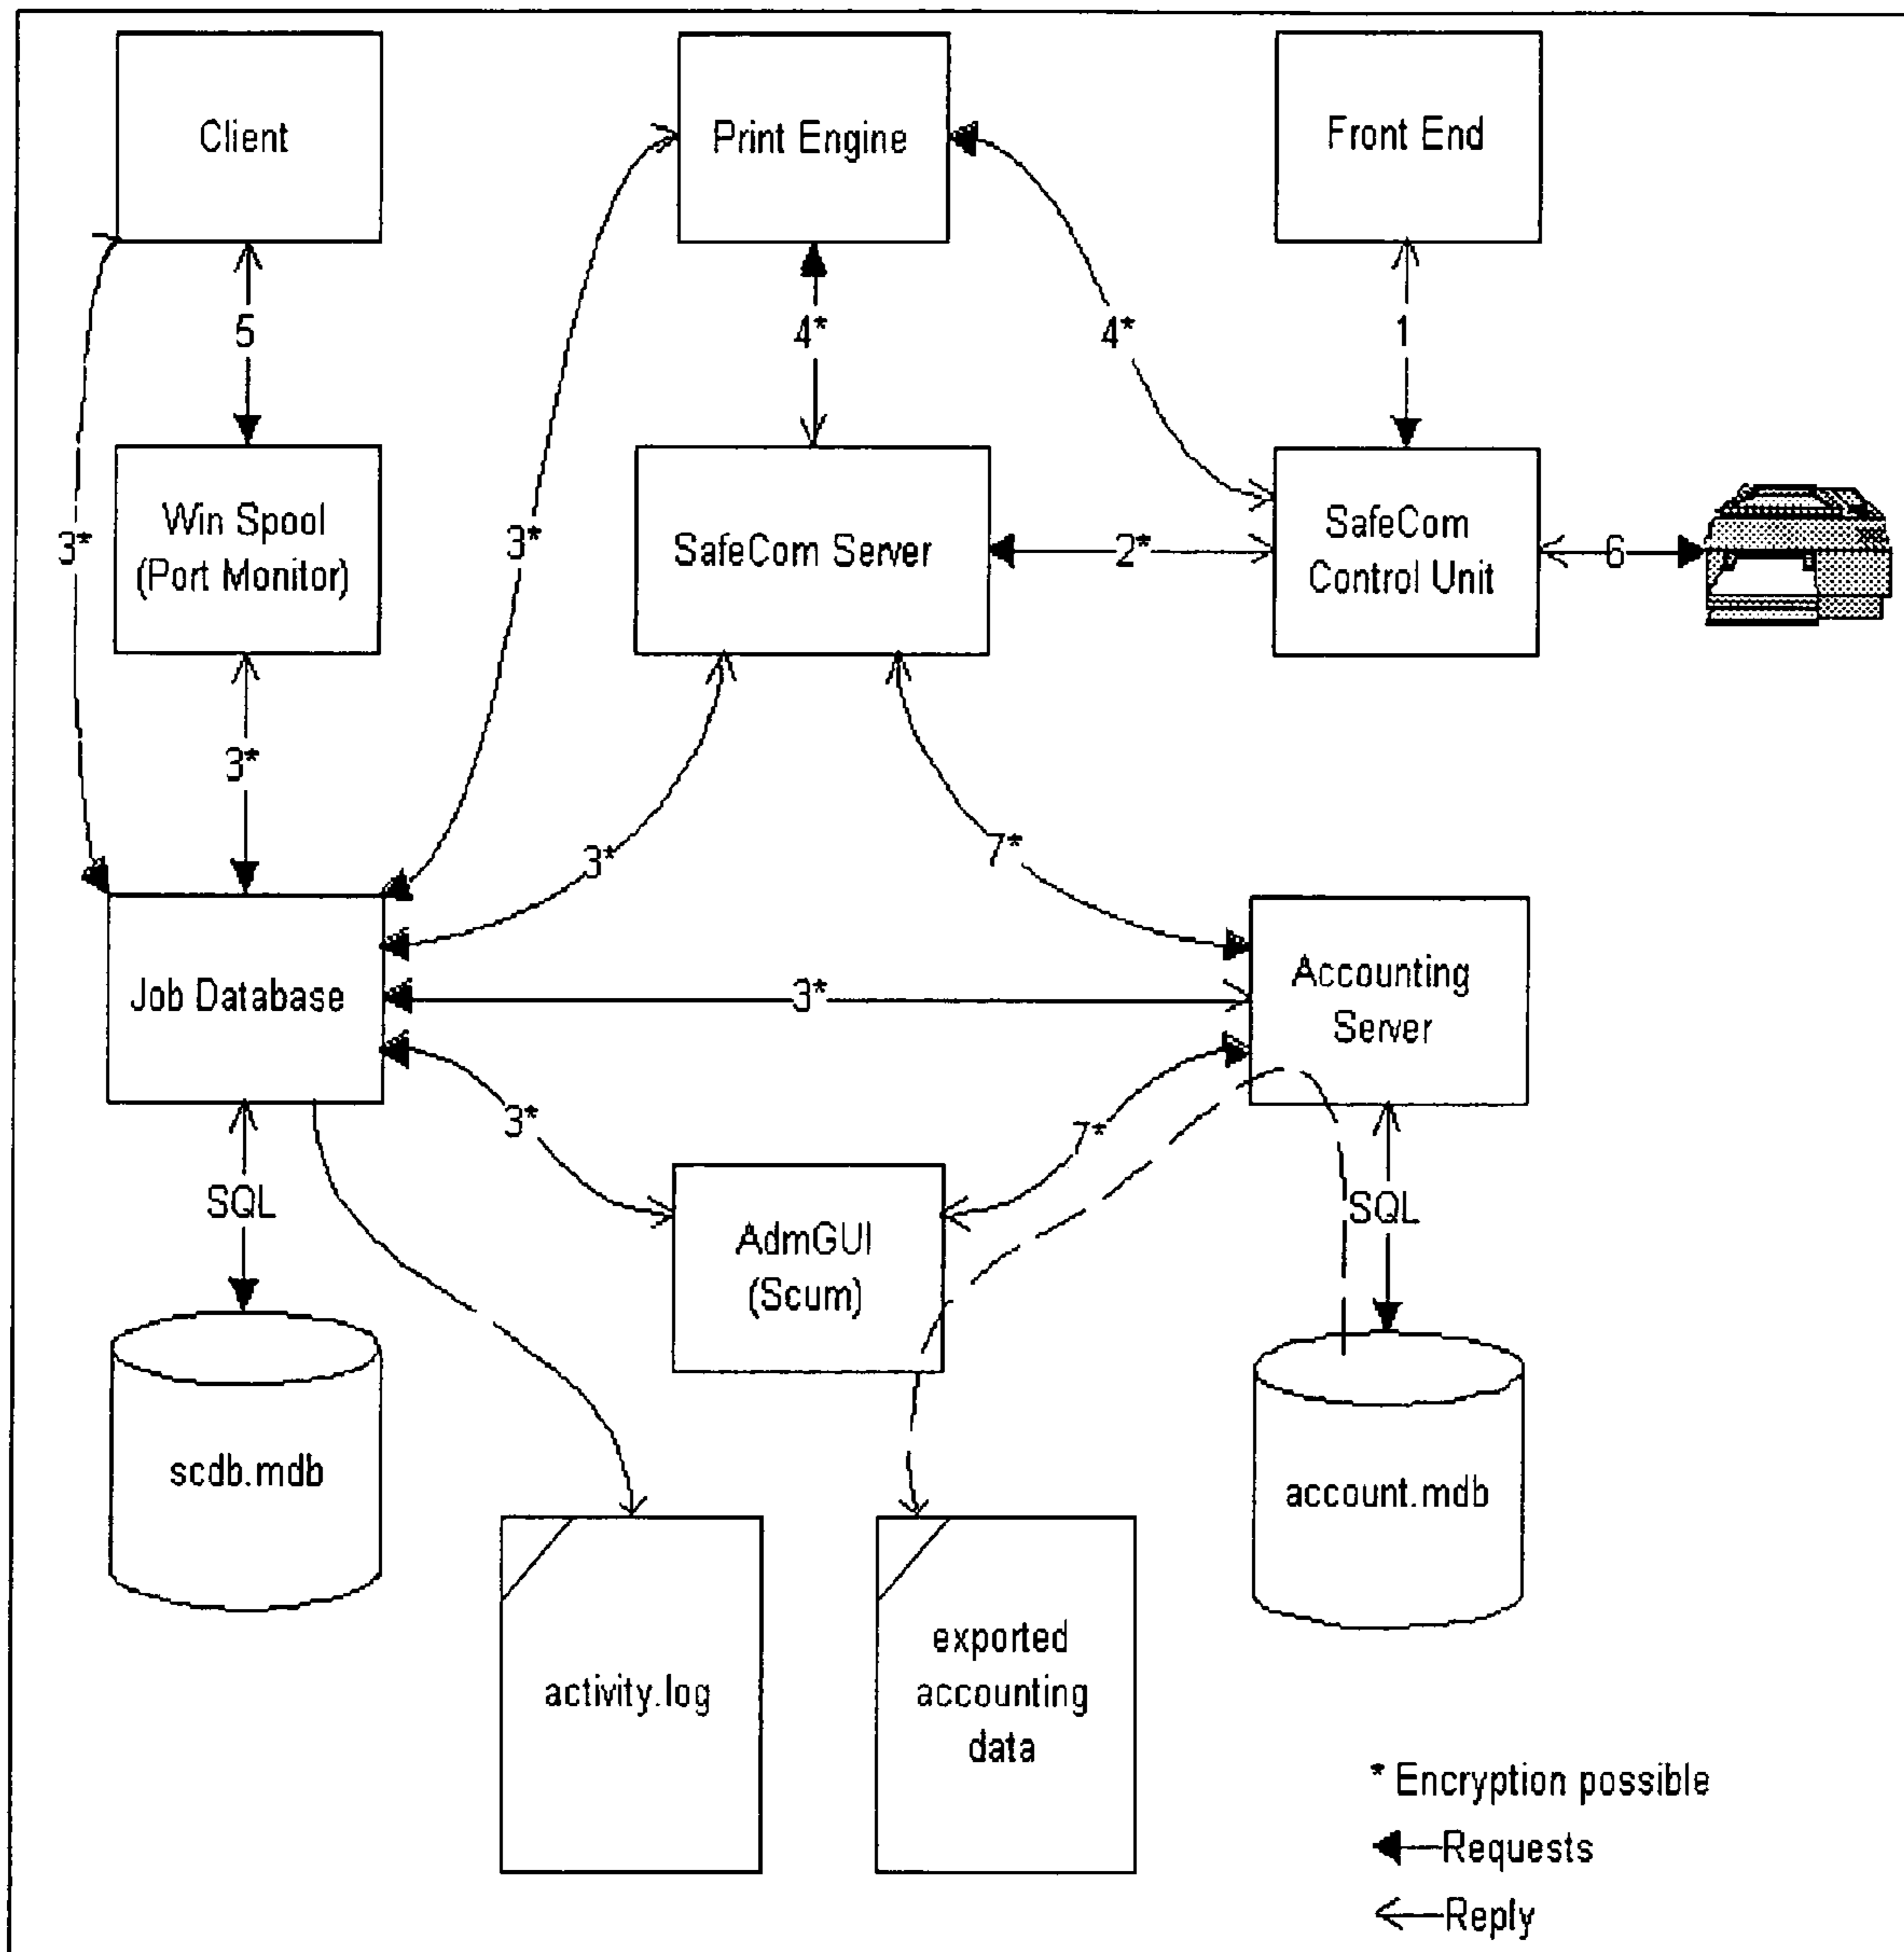 Client
Print Engine
Front End
5
4*
4*
1
3*
Win Spool
(Port Monitor)
3*
SafeCom Server
2*
SafeCom
Control Unit
6
3*
3*
7*
Job Database
3*
Accounting
Server
3*
7*
SQL
AdmGUI
(Scum)
SQL
scdb.mdb
account.mdb
activity.log
exported
accounting
data
* Encryption possible
Requests
Reply